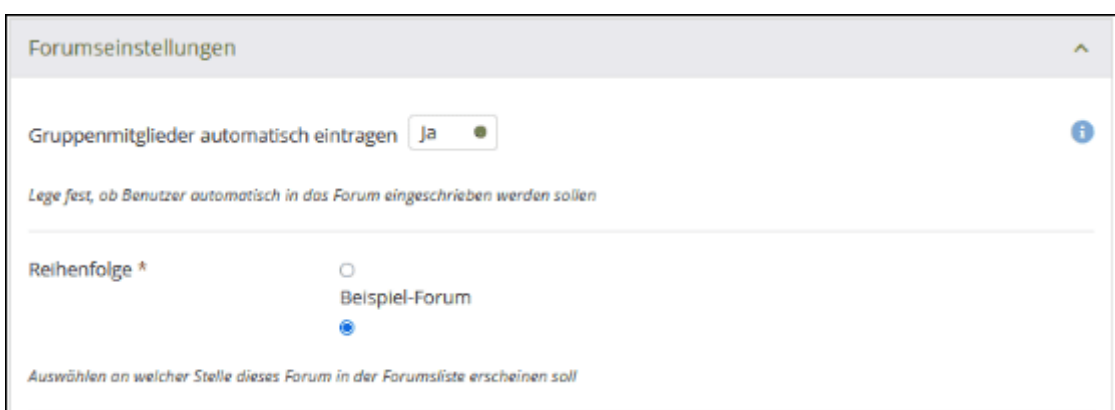 Forumseinstellungen
Gruppenmitglieder automatisch eintragen Ja
Lege fest, ob Benutzer automatisch in das Forum eingeschrieben werden sollen
Reihenfolge *
Beispiel-Forum
Auswählen an welcher Stelle dieses Forum in der Forumsliste erscheinen soll